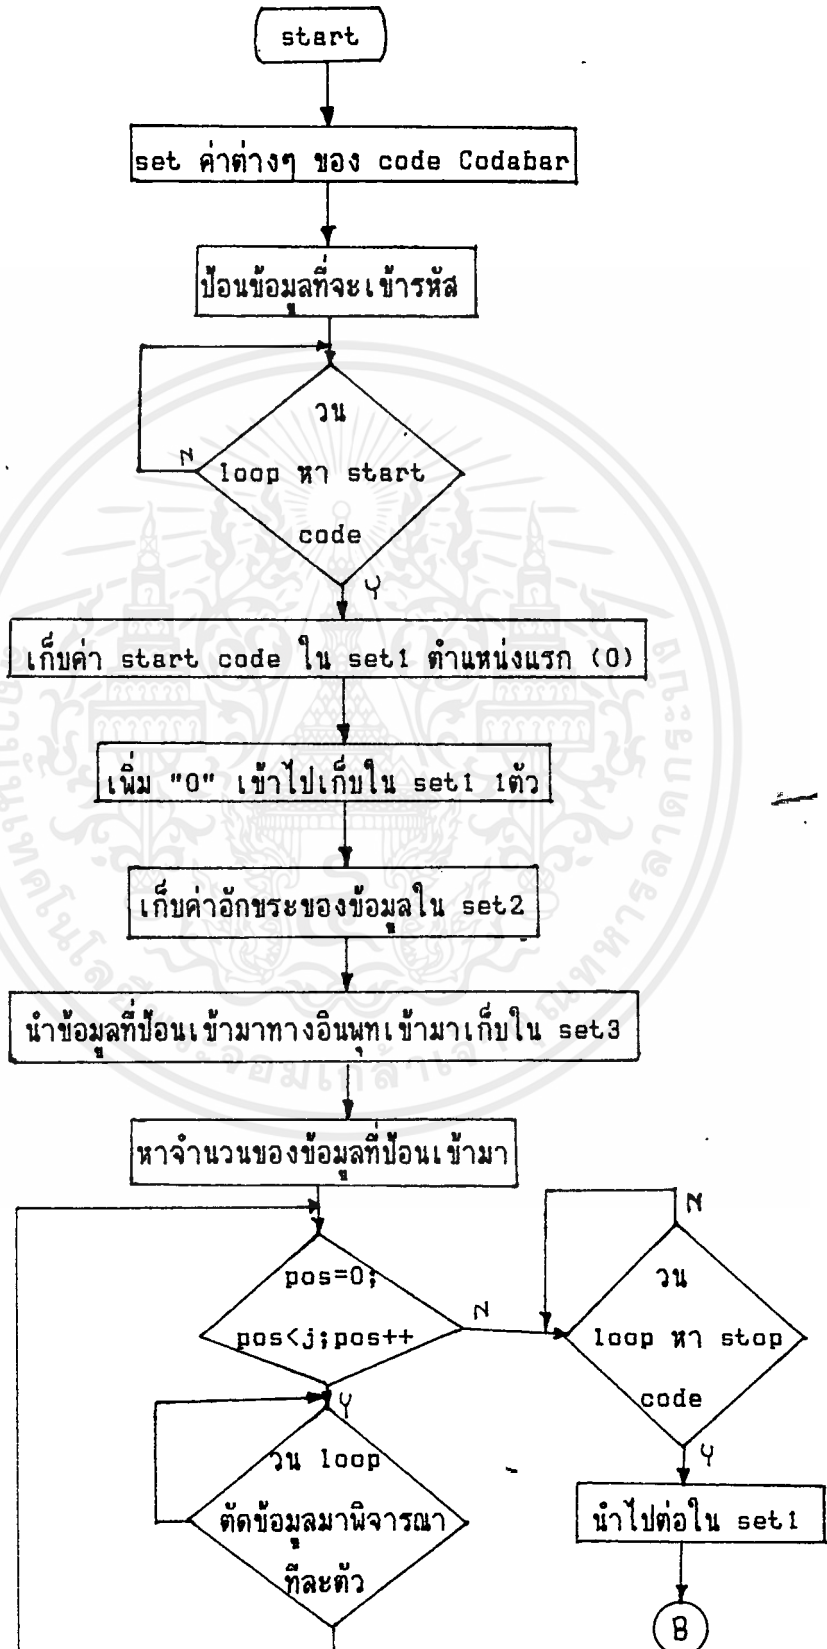 start
set ค่าต่างๆ ของ code Codabar
ป้อนข้อมูลที่จะเข้ารหัส
วน
loop หา start
code
N
Y
เก็บค่า start code ใน set1 ตำแหน่งแรก (0)
เพิ่ม "0" เข้าไปเก็บใน set1 1ตัว
เก็บค่าอักขระของข้อมูลใน set2
นำข้อมูลที่ป้อนเข้ามาทางอินพุทเข้ามาเก็บใน set3
หาจำนวนของข้อมูลที่ป้อนเข้ามา
pos=0;
pos<j;pos++
N
Y
วน
loop หา stop
code
N
Y
วน loop
ตัดข้อมูลมาพิจารณา
ทีละตัว
นำไปต่อใน set1
B